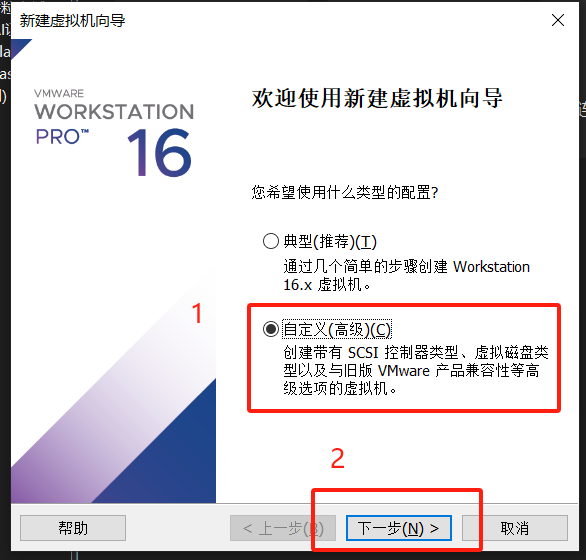 新建虚拟机向导
VMWARE
WORKSTATION
PRO™
16
欢迎使用新建虚拟机向导
您希望使用什么类型的配置?
典型(推荐)(T)
通过几个简单的步骤创建 Workstation
16.x 虚拟机。
1
自定义(高级)(C)
创建带有 SCSI 控制器类型、虚拟磁盘类
型以及与旧版 VMware 产品兼容性等高
级选项的虚拟机。
2
帮助
< 上一步(B)
下一步(N) >
取消